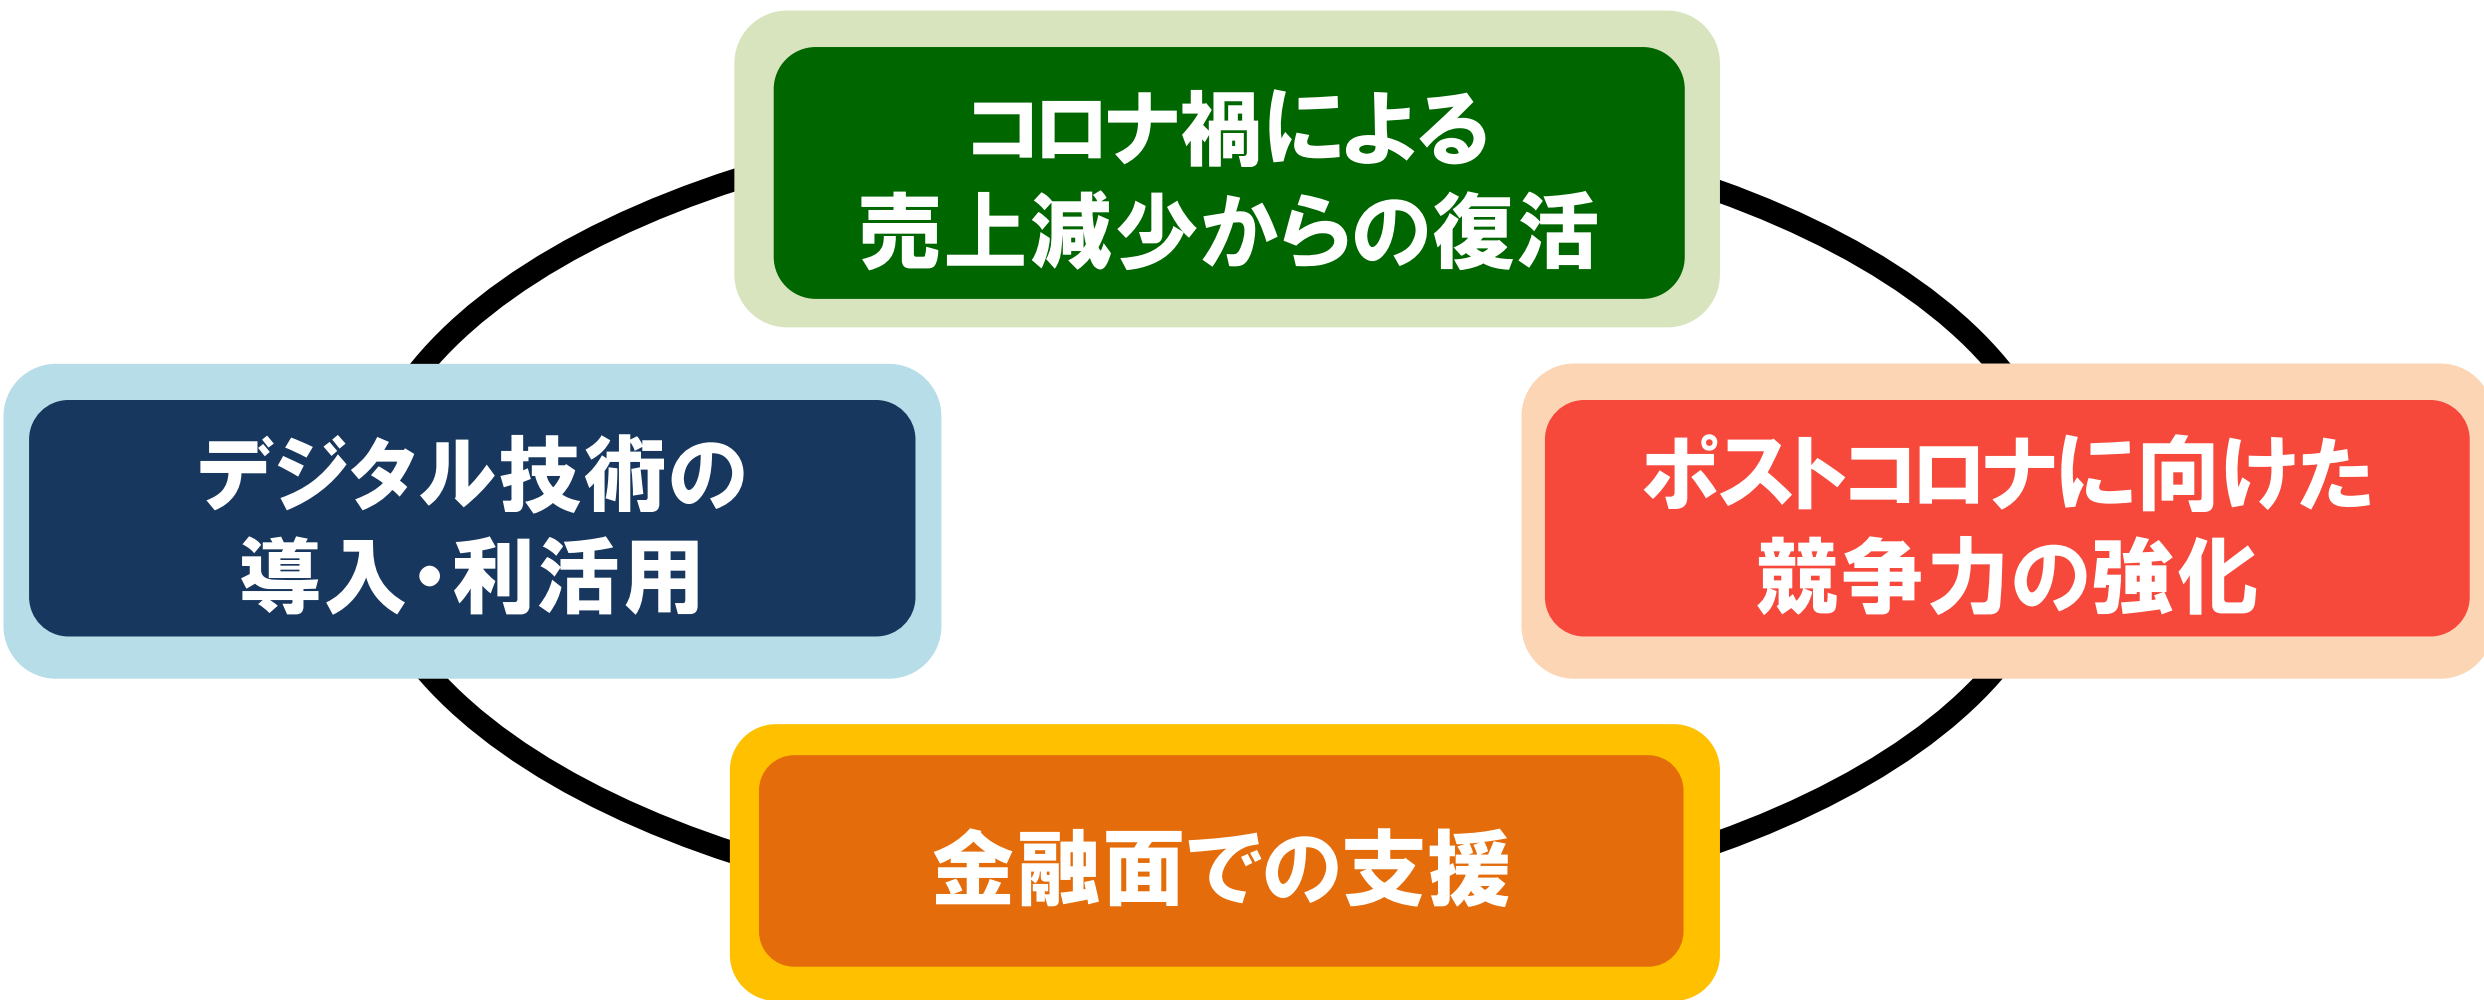 コロナ禍による
売上減少からの復活
デジタル技術の
導入・利活用
ポストコロナに向けた
競争力の強化
金融面での支援